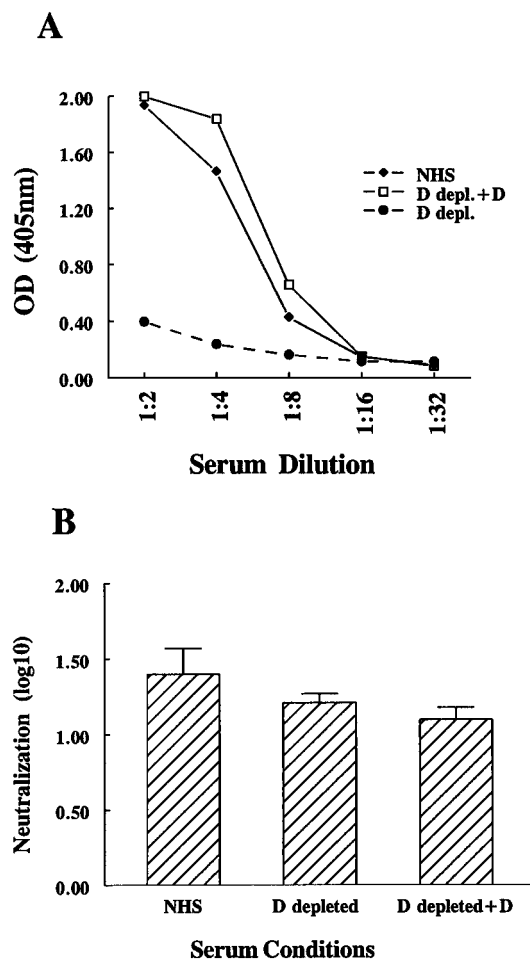 A
2.00
1.60
1.20
0.80
0.40
0.00
OD (405nm)
NHS
D depl.+D
D depl.
1:2
1:4
1:8
1:16
1:32
Serum Dilution
B
2.00
1.50
1.00
0.50
0.00
Neutralization (log10)
NHS
D depleted
D depleted+D
Serum Conditions